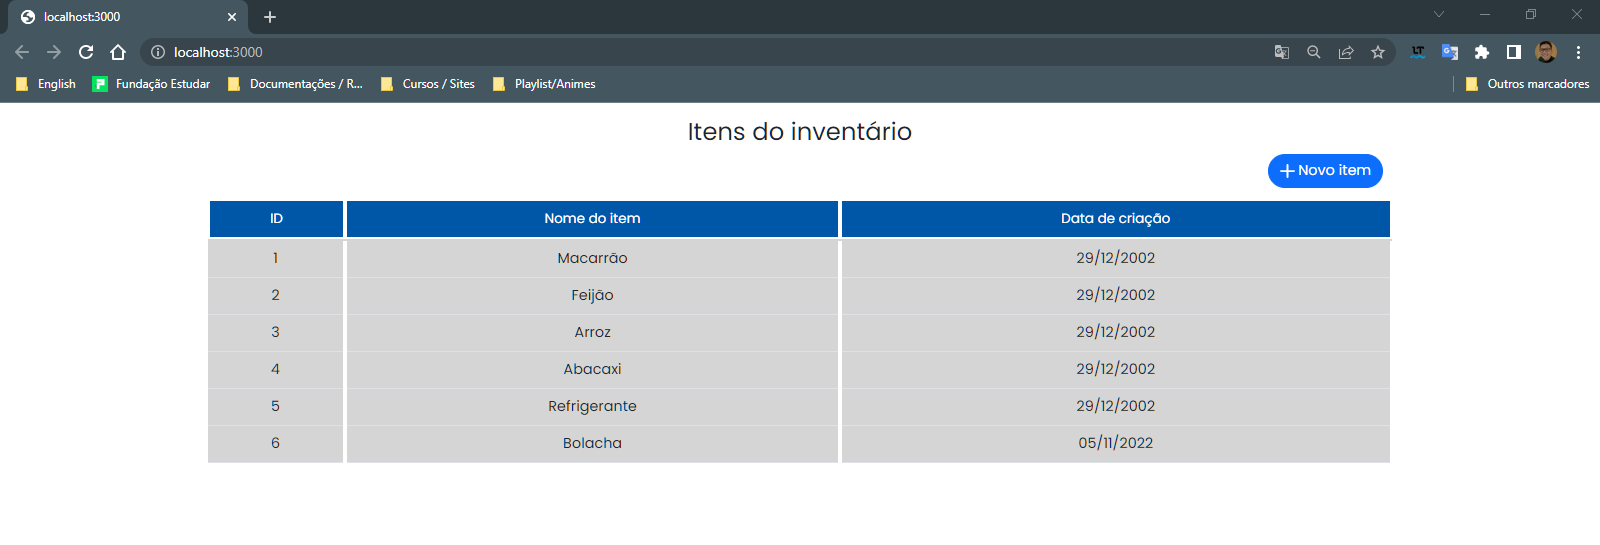 localhost:3000
localhost:3000
English Fundação Estudar Documentações / R... Cursos / Sites Playlist/Animes Outros marcadores
Itens do inventário
Novo item
ID Nome do item Data de criação
1 Macarrão 29/12/2002
2 Feijão 29/12/2002
3 Arroz 29/12/2002
4 Abacaxi 29/12/2002
5 Refrigerante 29/12/2002
6 Bolacha 05/11/2022